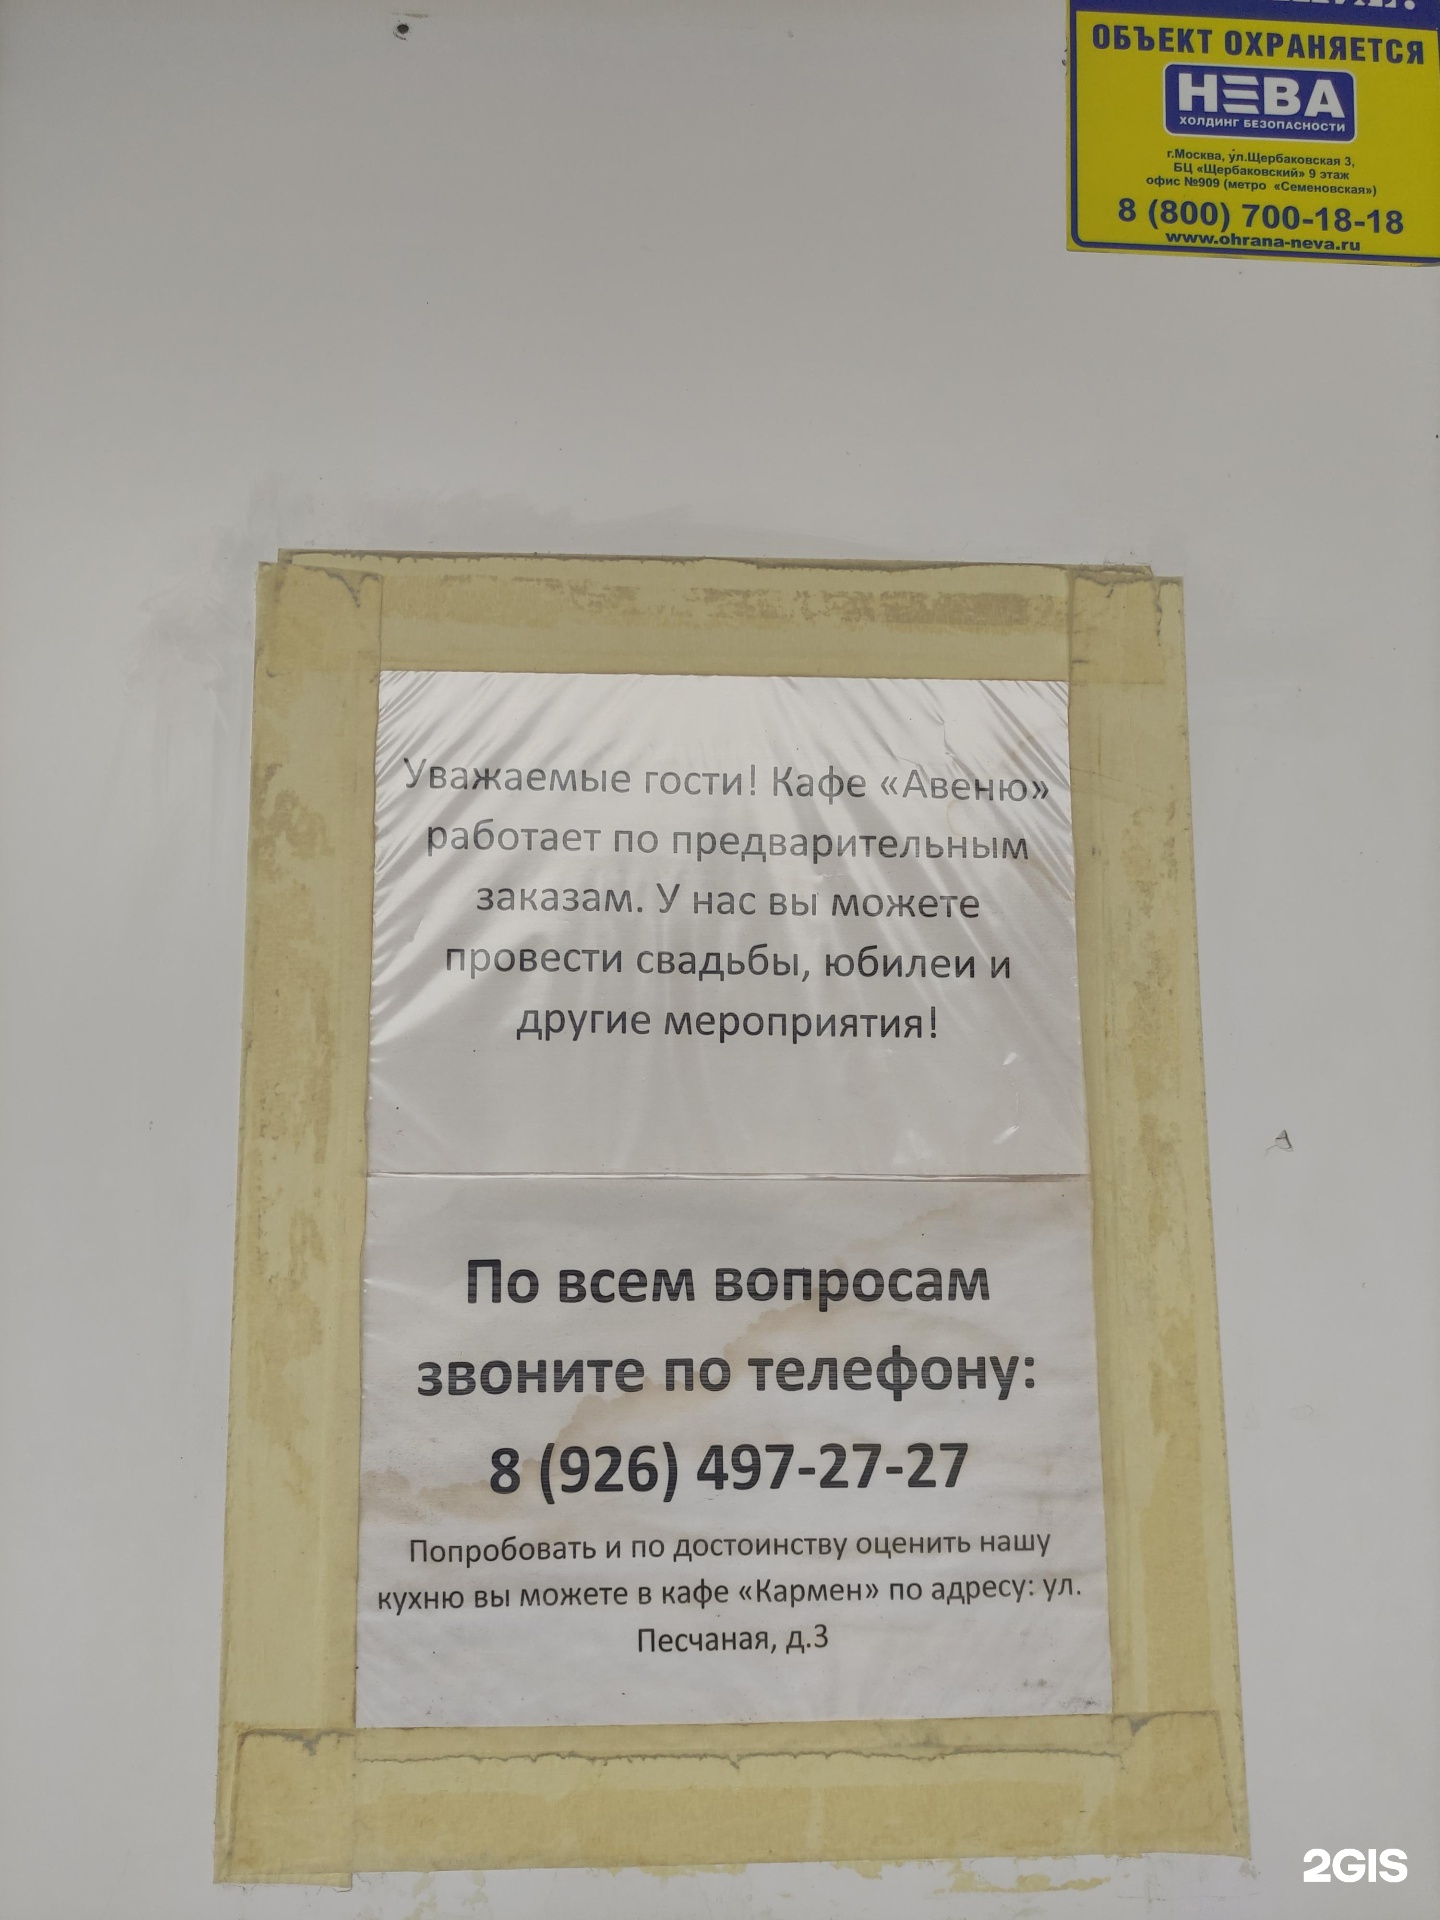 ОБЪЕКТ ОХРАНЯЕТСЯ
НЕВА
ХОЛДИНГ БЕЗОПАСНОСТИ
г.Москва, ул.Щербаковская 3,
БЦ «Щербаковский» 9 этаж
офис №909 (метро «Семеновская»)
8 (800) 700-18-18
www.ohrana-neva.ru
Уважаемые гости! Кафе «Авеню»
работает по предварительным
заказам. У нас вы можете
провести свадьбы, юбилеи и
другие мероприятия!
По всем вопросам
звоните по телефону:
8 (926) 497-27-27
Попробовать и по достоинству оценить нашу
кухню вы можете в кафе «Кармен» по адресу: ул.
Песчаная, д.3
2GIS